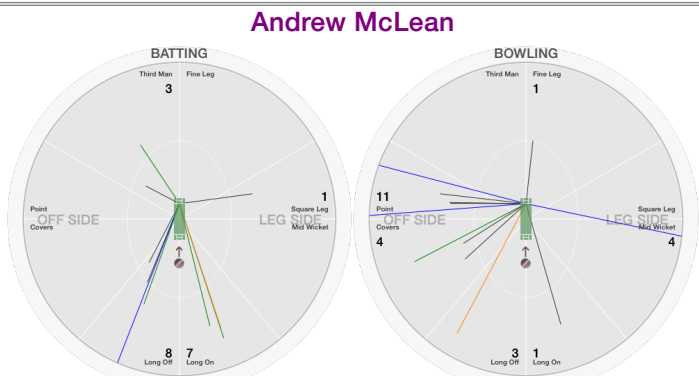 Andrew McLean
BATTING
Third Man Fine Leg
3
1
Point
Square Leg
OFF SIDE LEG SIDE
Covers
Mid Wicket
8 7
Long Off Long On
BOWLING
Third Man Fine Leg
1
11
Point
Square Leg
OFF SIDE LEG SIDE
Covers
Mid Wicket
4 4
3 1
Long Off Long On